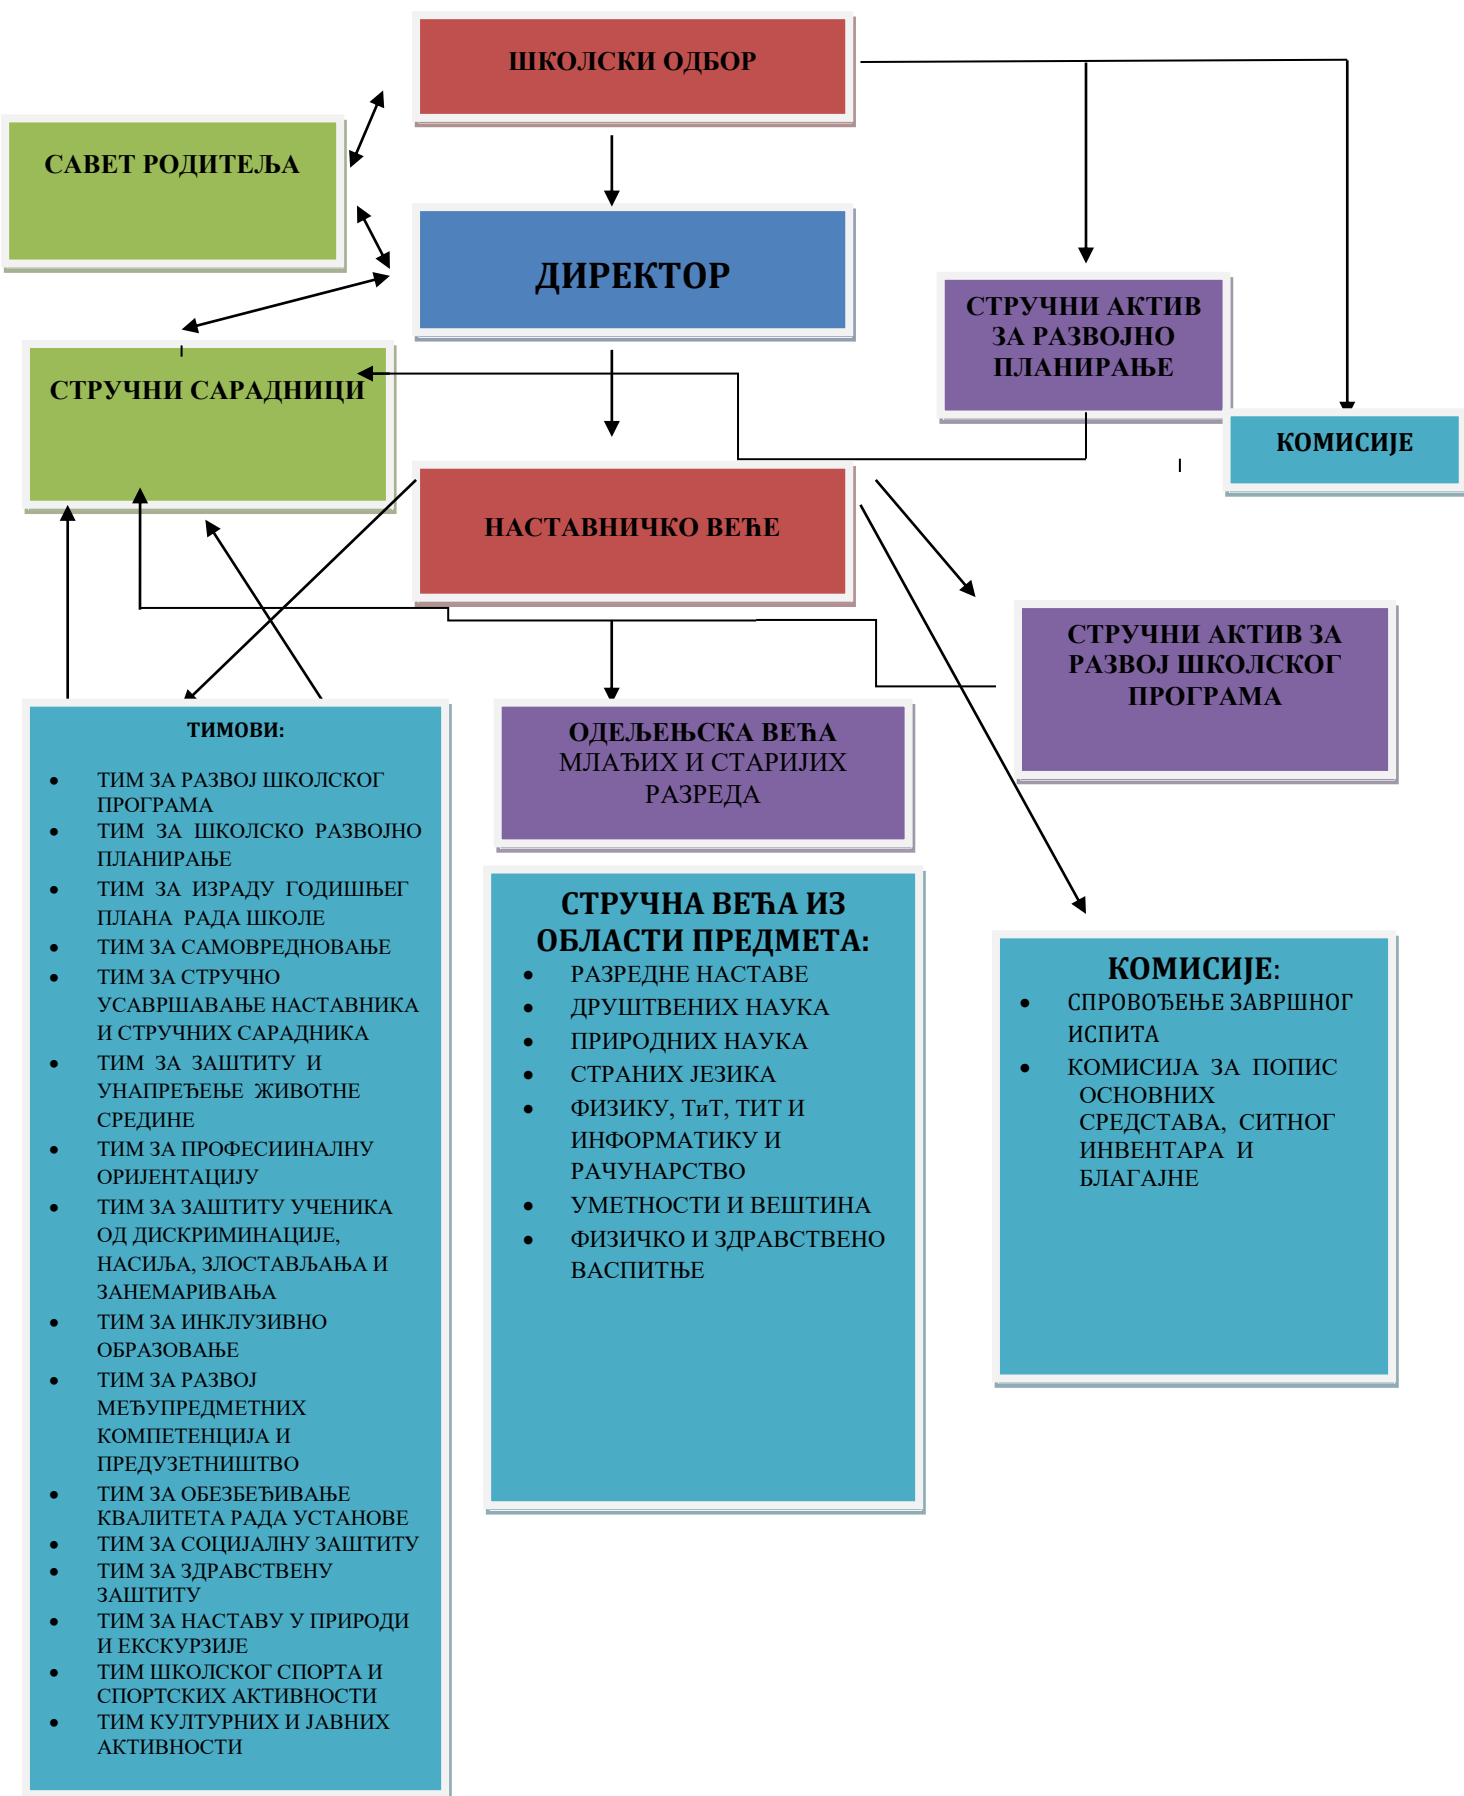 ШКОЛСКИ ОДБОР
САВЕТ РОДИТЕЉА
ДИРЕКТОР
СТРУЧНИ АКТИВ
ЗА РАЗВОЈНО
ПЛАНИРАЊЕ
СТРУЧНИ САРАДНИЦИ
КОМИСИЈЕ
НАСТАВНИЧКО ВЕЋЕ
СТРУЧНИ АКТИВ ЗА
РАЗВОЈ ШКОЛСКОГ
ПРОГРАМА
ТИМОВИ:
• ТИМ ЗА РАЗВОЈ ШКОЛСКОГ
ПРОГРАМА
• ТИМ ЗА ШКОЛСКО РАЗВОЈНО
ПЛАНИРАЊЕ
• ТИМ ЗА ИЗРАДУ ГОДИШЊЕГ
ПЛАНА РАДА ШКОЛЕ
• ТИМ ЗА САМОВРЕДНОВАЊЕ
• ТИМ ЗА СТРУЧНО
УСАВРШАВАЊЕ НАСТАВНИКА
И СТРУЧНИХ САРАДНИКА
• ТИМ ЗА ЗАШТИТУ И
УНАПРЕЂЕЊЕ ЖИВОТНЕ
СРЕДИНЕ
• ТИМ ЗА ПРОФЕСИИНАЛНУ
ОРИЈЕНТАЦИЈУ
• ТИМ ЗА ЗАШТИТУ УЧЕНИКА
ОД ДИСКРИМИНАЦИЈЕ,
НАСИЉА, ЗЛОСТАВЉАЊА И
ЗАНЕМАРИВАЊА
• ТИМ ЗА ИНКЛУЗИВНО
ОБРАЗОВАЊЕ
• ТИМ ЗА РАЗВОЈ
МЕЂУПРЕДМЕТНИХ
КОМПЕТЕНЦИЈА И
ПРЕДУЗЕТНИШТВО
• ТИМ ЗА ОБЕЗБЕЂИВАЊЕ
КВАЛИТЕТА РАДА УСТАНОВЕ
• ТИМ ЗА СОЦИЈАЛНУ ЗАШТИТУ
• ТИМ ЗА ЗДРАВСТВЕНУ
ЗАШТИТУ
• ТИМ ЗА НАСТАВУ У ПРИРОДИ
И ЕКСКУРЗИЈЕ
• ТИМ ШКОЛСКОГ СПОРТА И
СПОРТСКИХ АКТИВНОСТИ
• ТИМ КУЛТУРНИХ И ЈАВНИХ
АКТИВНОСТИ
ОДЕЉЕЊСКА ВЕЋА
МЛАЂИХ И СТАРИЈИХ
РАЗРЕДА
СТРУЧНА ВЕЋА ИЗ
ОБЛАСТИ ПРЕДМЕТА:
• РАЗРЕДНЕ НАСТАВЕ
• ДРУШТВЕНИХ НАУКА
• ПРИРОДНИХ НАУКА
• СТРАНИХ ЈЕЗИКА
• ФИЗИКУ, ТиТ, ТИТ И
ИНФОРМАТИКУ И
РАЧУНАРСТВО
• УМЕТНОСТИ И ВЕШТИНА
• ФИЗИЧКО И ЗДРАВСТВЕНО
ВАСПИТЊЕ
КОМИСИЈЕ:
• СПРОВОЂЕЊЕ ЗАВРШНОГ
ИСПИТА
• КОМИСИЈА ЗА ПОПИС
ОСНОВНИХ
СРЕДСТАВА, СИТНОГ
ИНВЕНТАРА И
БЛАГАЈНЕ